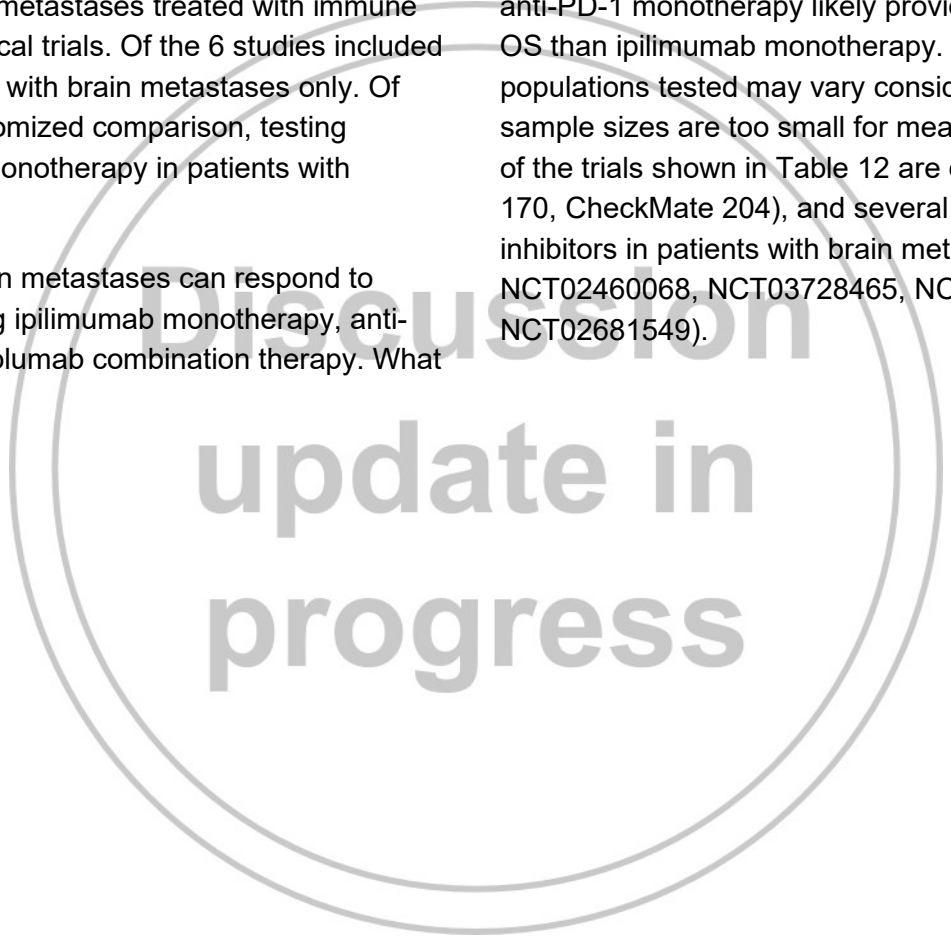 metastases treated with immune
cal trials. Of the 6 studies included
with brain metastases only. Of
omized comparison, testing
onotherapy in patients with
n metastases can respond to
g ipilimumab monotherapy, anti-
olumab combination therapy. What
anti-PD-1 monotherapy likely provid
OS than ipilimumab monotherapy.
populations tested may vary consid
sample sizes are too small for mea
of the trials shown in Table 12 are
170, CheckMate 204), and several
inhibitors in patients with brain met
NCT02460068, NCT03728465, NC
NCT02681549).
Discussion
update in
progress